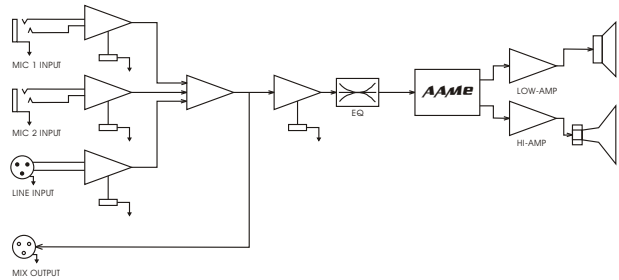 MIC 1 INPUT
MIC 2 INPUT
LINE INPUT
MIX OUTPUT
EQ
AAMe
LOW-AMP
HI-AMP